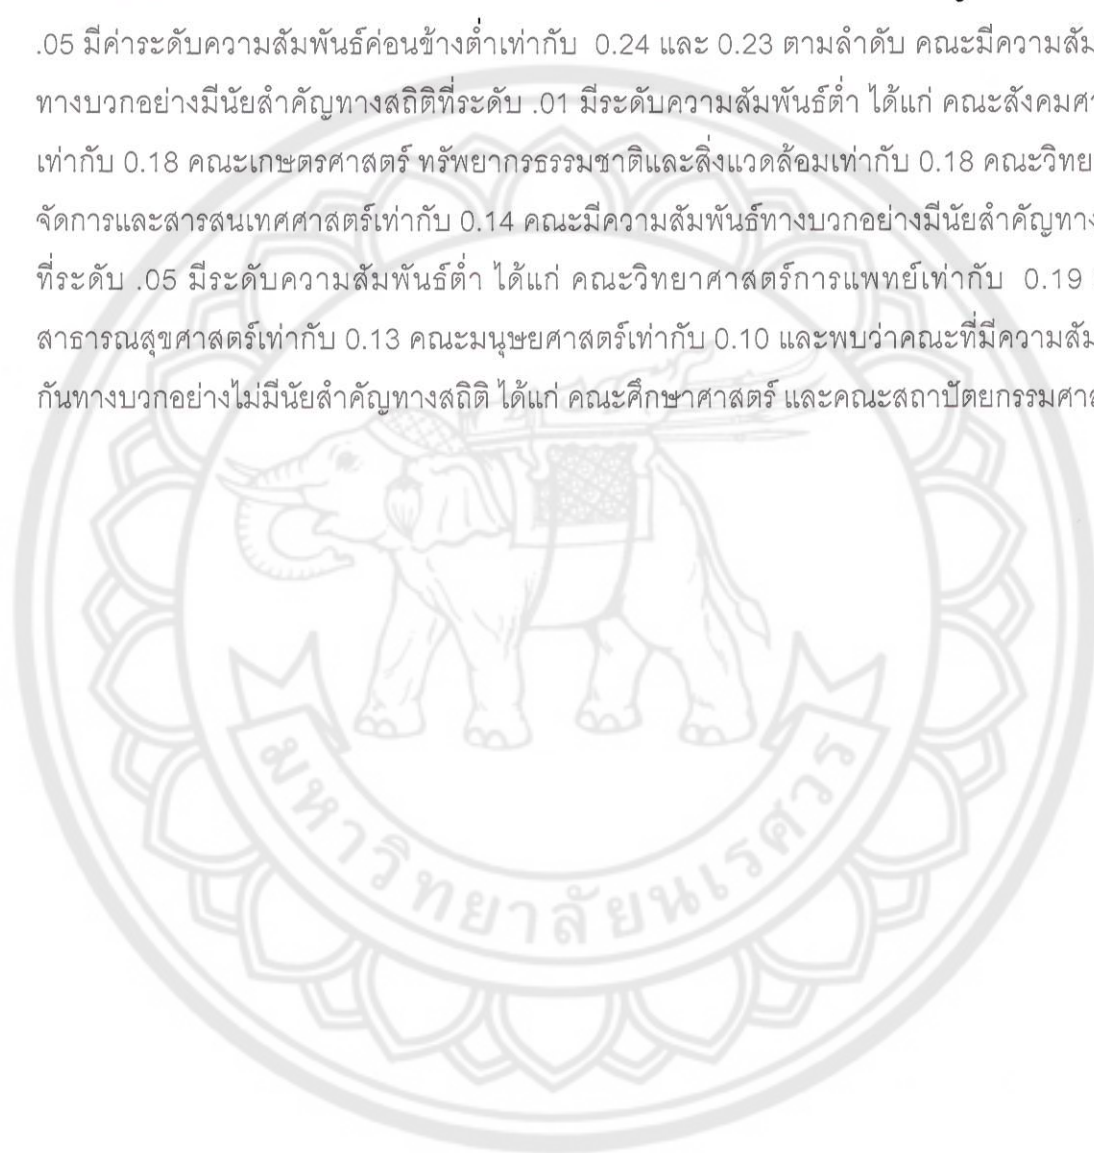 .05 มีค่าระดับความสัมพันธ์ค่อนข้างต่ำเท่ากับ 0.24 และ 0.23 ตามลำดับ คณะมีความสัม
ทางบวกอย่างมีนัยสำคัญทางสถิติที่ระดับ .01 มีระดับความสัมพันธ์ต่ำ ได้แก่ คณะสังคมศา
เท่ากับ 0.18 คณะเกษตรศาสตร์ ทรัพยากรธรรมชาติและสิ่งแวดล้อมเท่ากับ 0.18 คณะวิทย
จัดการและสารสนเทศศาสตร์เท่ากับ 0.14 คณะมีความสัมพันธ์ทางบวกอย่างมีนัยสำคัญทาง
ที่ระดับ .05 มีระดับความสัมพันธ์ต่ำ ได้แก่ คณะวิทยาศาสตร์การแพทย์เท่ากับ 0.19
สาธารณสุขศาสตร์เท่ากับ 0.13 คณะมนุษยศาสตร์เท่ากับ 0.10 และพบว่าคณะที่มีความสัม
กันทางบวกอย่างไม่มีนัยสำคัญทางสถิติ ได้แก่ คณะศึกษาศาสตร์ และคณะสถาปัตยกรรมศาส
มหาวิทยาลัยนเรศวร